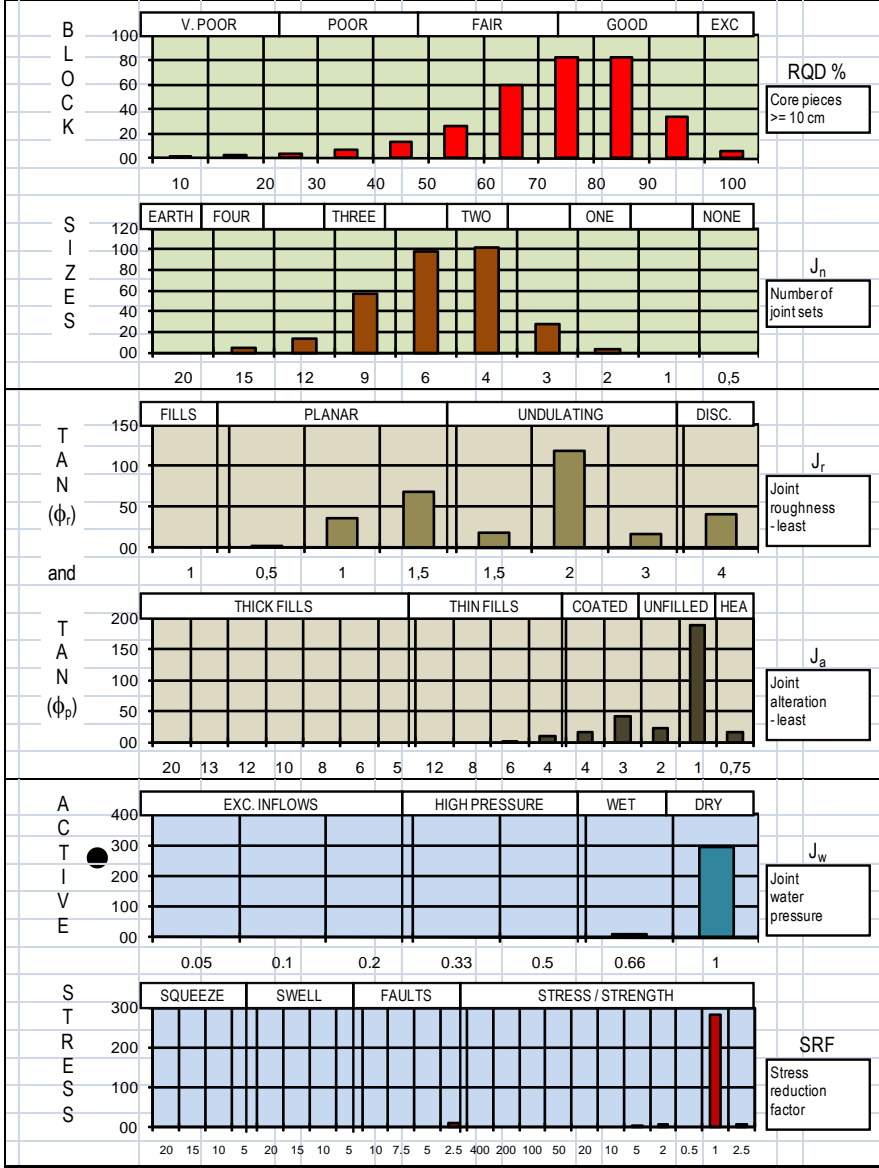 BLOCK
V. POOR POOR FAIR GOOD EXC
100
80
60
40
20
00
10 20 30 40 50 60 70 80 90 100
RQD %
Core pieces
>= 10 cm
SIZES
EARTH FOUR THREE TWO ONE NONE
120
100
80
60
40
20
00
20 15 12 9 6 4 3 2 1 0,5
Jn
Number of
joint sets
TAN
(ϕr)
FILLS PLANAR UNDULATING DISC.
150
100
50
00
1 0,5 1 1,5 1,5 2 3 4
Jr
Joint
roughness
- least
and
TAN
(ϕp)
THICK FILLS THIN FILLS COATED UNFILLED HEA
200
150
100
50
00
20 13 12 10 8 6 5 12 8 6 4 4 3 2 1 0,75
Ja
Joint
alteration
- least
ACTIVE
EXC. INFLOWS HIGH PRESSURE WET DRY
400
300
200
100
00
0.05 0.1 0.2 0.33 0.5 0.66 1
Jw
Joint
water
pressure
STRESS
SQUEEZE SWELL FAULTS STRESS / STRENGTH
300
200
100
00
20 15 10 5 20 15 10 5 10 7.5 5 2.5 400 200 100 50 20 10 5 2 0.5 1 2.5
SRF
Stress
reduction
factor